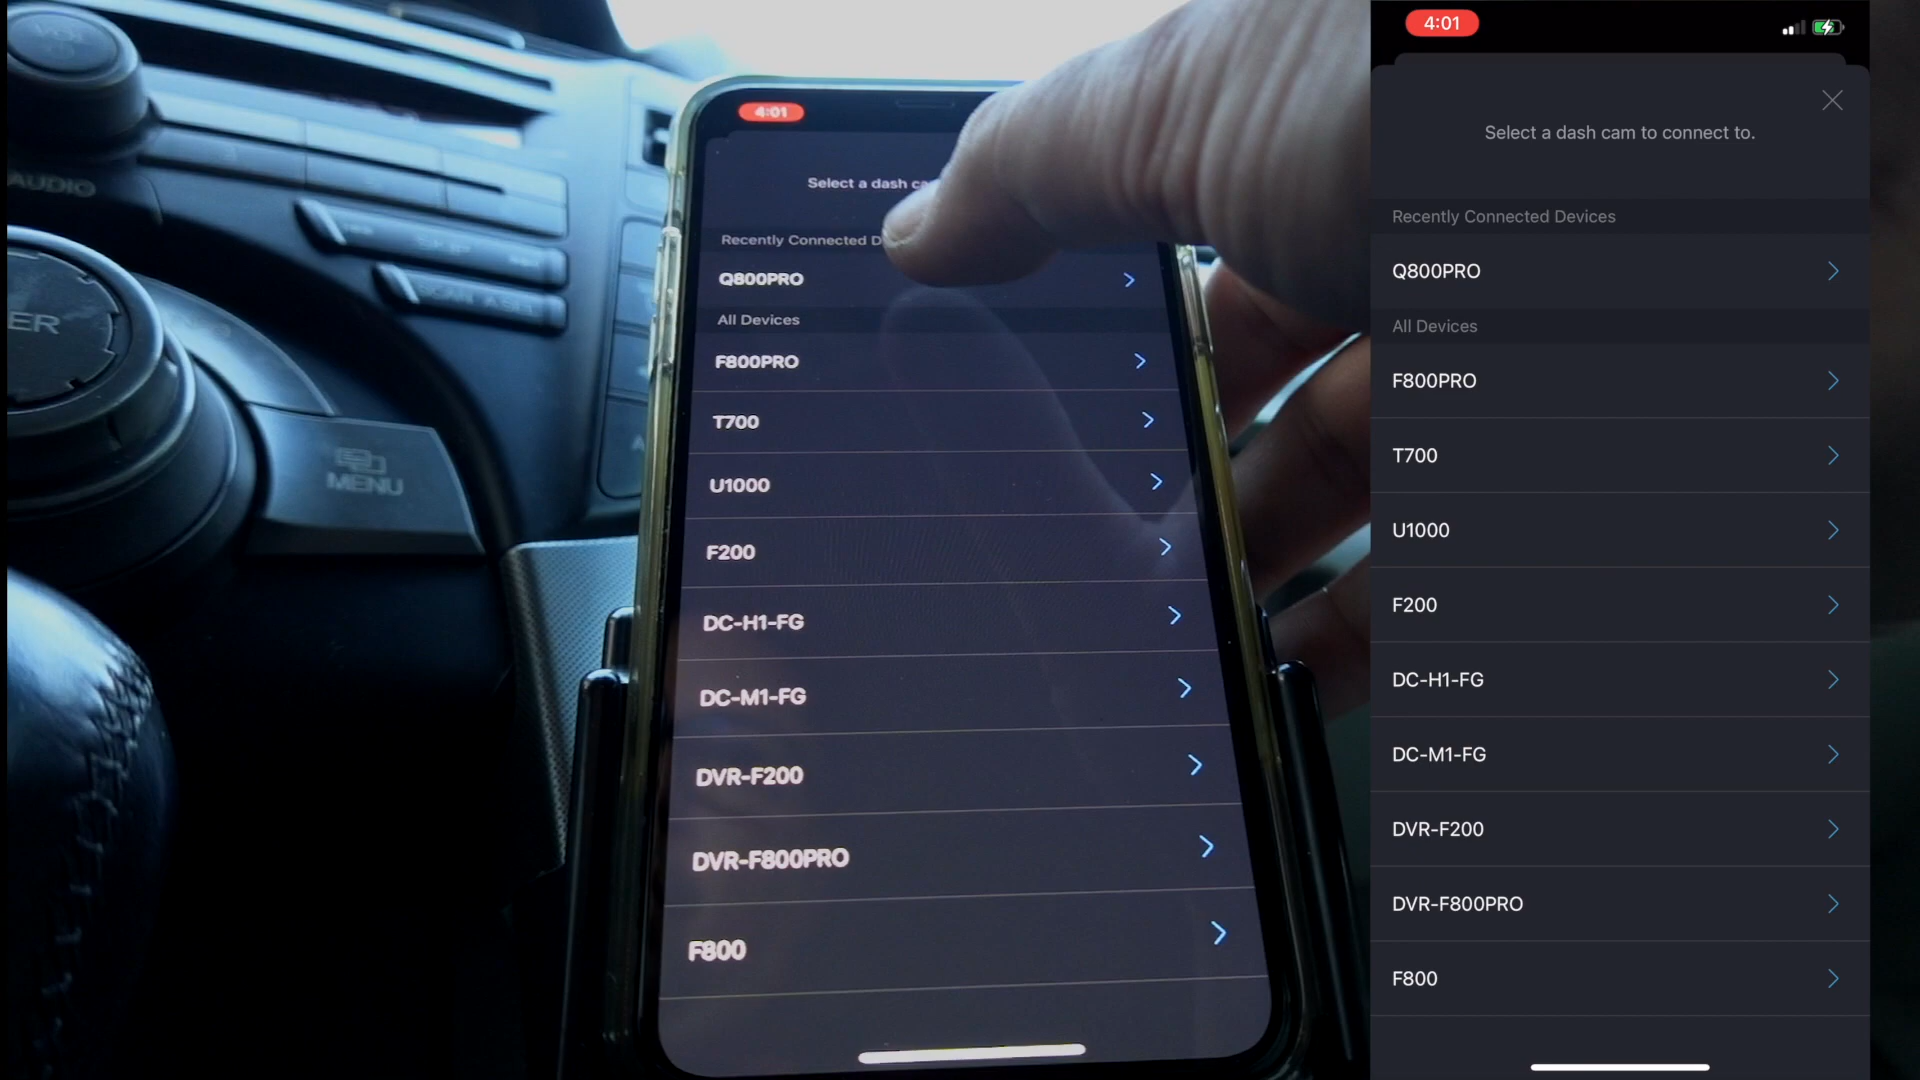 AUDIO
ER
MENU
4:01
Select a dash ca
Recently Connected D
Q800PRO
All Devices
F800PRO
T700
U1000
F200
DC-H1-FG
DC-M1-FG
DVR-F200
DVR-F800PRO
F800
4:01
Select a dash cam to connect to.
Recently Connected Devices
Q800PRO
All Devices
F800PRO
T700
U1000
F200
DC-H1-FG
DC-M1-FG
DVR-F200
DVR-F800PRO
F800